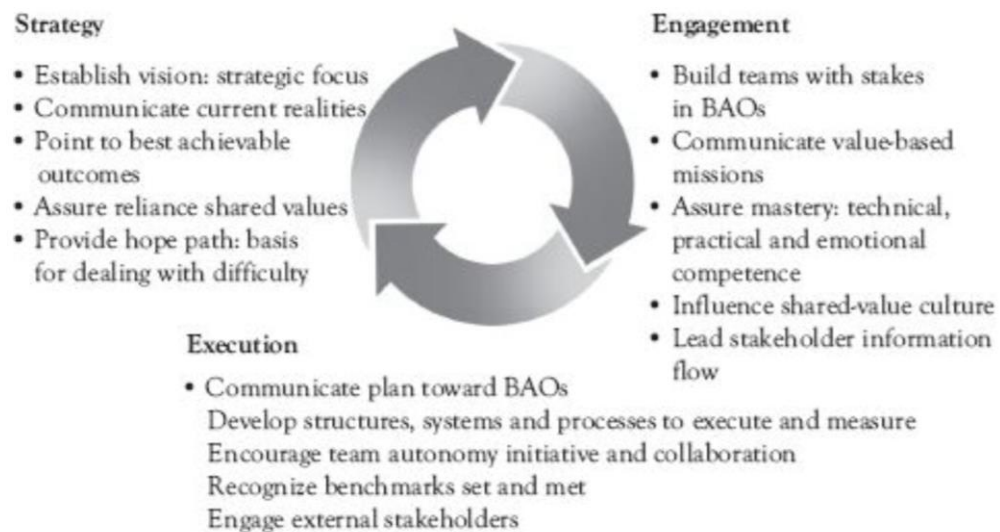 Strategy
• Establish vision: strategic focus
• Communicate current realities
• Point to best achievable
outcomes
• Assure reliance shared values
• Provide hope path: basis
for dealing with difficulty
Engagement
• Build teams with stakes
in BAOs
• Communicate value-based
missions
• Assure mastery: technical,
practical and emotional
competence
• Influence shared-value culture
• Lead stakeholder information
flow
Execution
• Communicate plan toward BAOs
Develop structures, systems and processes to execute and measure
Encourage team autonomy initiative and collaboration
Recognize benchmarks set and met
Engage external stakeholders